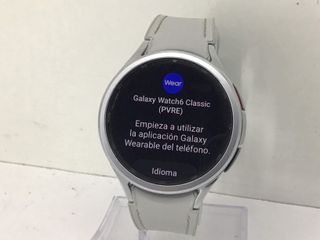 Wear
Galaxy Watch6 Classic
(PVRE)
Empieza a utilizar
la aplicación Galaxy
Wearable del teléfono.
Idioma